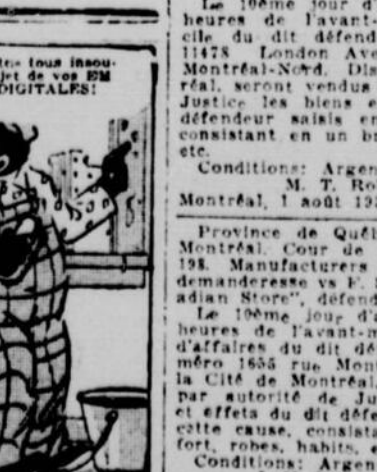 tous insou-
jet de vos EM
DIGITALES!
Le 10ème jour d'
heures de l'avant-
cile du dit défend
11478 London Ave
Montréal-Nord, Dis
réal, seront vendus
Justice les biens e
défendeur saisis en
consistant en un br
etc.
Conditions: Argen
M. T. Ro
Montréal, 1 août 193
Province de Qué
Montréal. Cour de
198. Manufacturers
demanderesse vs F.
adian Store", défend
Le 10ème jour d'a
heures de l'avant-m
d'affaires du dit dé
méro 1655 rue Mon
la Cité de Montréal,
par autorité de Ju
et effets du dit défe
cette cause, consista
fort, robes, habits, e
Conditions: Argen